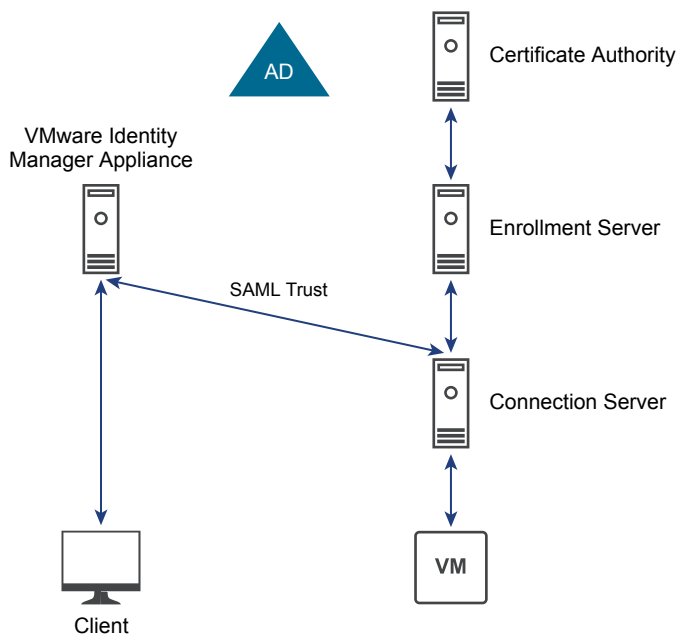 AD
Certificate Authority
VMware Identity
Manager Appliance
Enrollment Server
SAML Trust
Connection Server
VM
Client